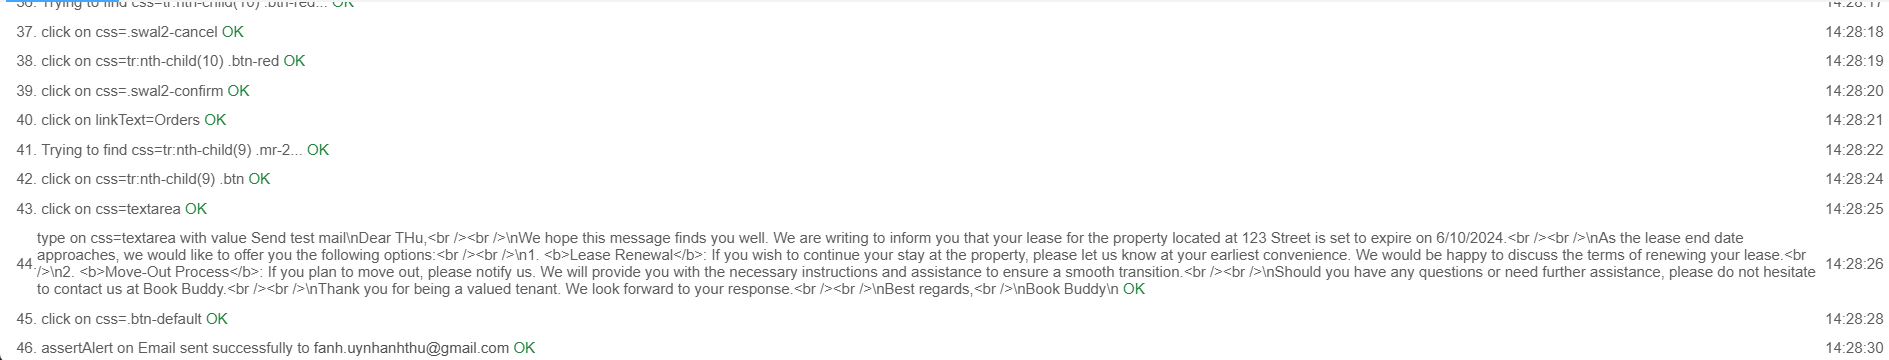 36. Trying to find css=tr:nth-child(10) .btn-red... OK 14:28:17
37. click on css=.swal2-cancel OK 14:28:18
38. click on css=tr:nth-child(10) .btn-red OK 14:28:19
39. click on css=.swal2-confirm OK 14:28:20
40. click on linkText=Orders OK 14:28:21
41. Trying to find css=tr:nth-child(9) .mr-2... OK 14:28:22
42. click on css=tr:nth-child(9) .btn OK 14:28:24
43. click on css=textarea OK 14:28:25
type on css=textarea with value Send test mail\nDear THu,<br /><br />\nWe hope this message finds you well. We are writing to inform you that your lease for the property located at 123 Street is set to expire on 6/10/2024.<br /><br />\nAs the lease end date
approaches, we would like to offer you the following options:<br /><br />\n1. <b>Lease Renewal</b>: If you wish to continue your stay at the property, please let us know at your earliest convenience. We would be happy to discuss the terms of renewing your lease.<br
44. />\n2. <b>Move-Out Process</b>: If you plan to move out, please notify us. We will provide you with the necessary instructions and assistance to ensure a smooth transition.<br /><br />\nShould you have any questions or need further assistance, please do not hesitate 14:28:26
to contact us at Book Buddy.<br /><br />\nThank you for being a valued tenant. We look forward to your response.<br /><br />\nBest regards,<br />\nBook Buddy\n OK
45. click on css=.btn-default OK 14:28:28
46. assertAlert on Email sent successfully to fanh.uynhanhthu@gmail.com OK 14:28:30